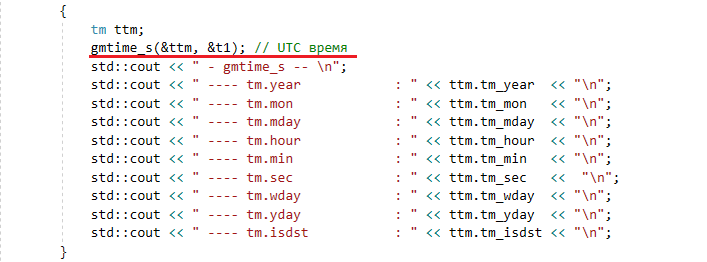 {
tm ttm;
gmtime_s(&ttm, &t1); // UTC время
std::cout << " - gmtime_s -- \n";
std::cout << " ---- tm.year : " << ttm.tm_year << "\n";
std::cout << " ---- tm.mon : " << ttm.tm_mon << "\n";
std::cout << " ---- tm.mday : " << ttm.tm_mday << "\n";
std::cout << " ---- tm.hour : " << ttm.tm_hour << "\n";
std::cout << " ---- tm.min : " << ttm.tm_min << "\n";
std::cout << " ---- tm.sec : " << ttm.tm_sec << "\n";
std::cout << " ---- tm.wday : " << ttm.tm_wday << "\n";
std::cout << " ---- tm.yday : " << ttm.tm_yday << "\n";
std::cout << " ---- tm.isdst : " << ttm.tm_isdst << "\n";
}